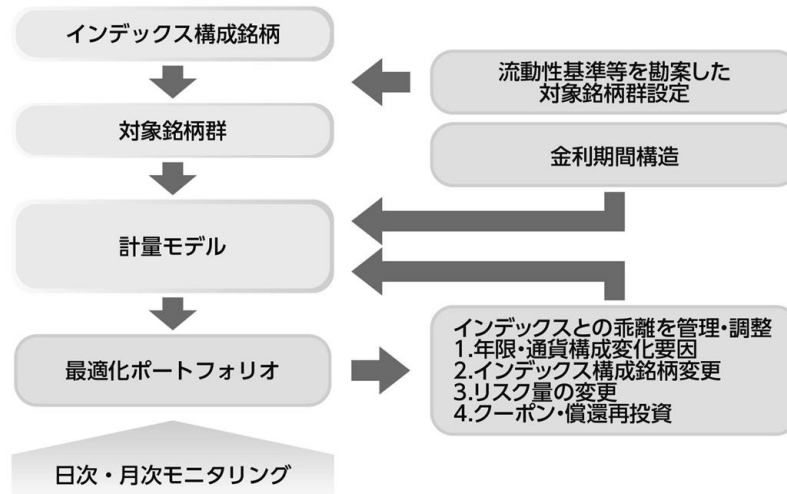 インデックス構成銘柄
流動性基準等を勘案した
対象銘柄群設定
対象銘柄群
金利期間構造
計量モデル
最適化ポートフォリオ
インデックスとの乖離を管理・調整
1.年限・通貨構成変化要因
2.インデックス構成銘柄変更
3.リスク量の変更
4.クーポン・償還再投資
日次・月次モニタリング